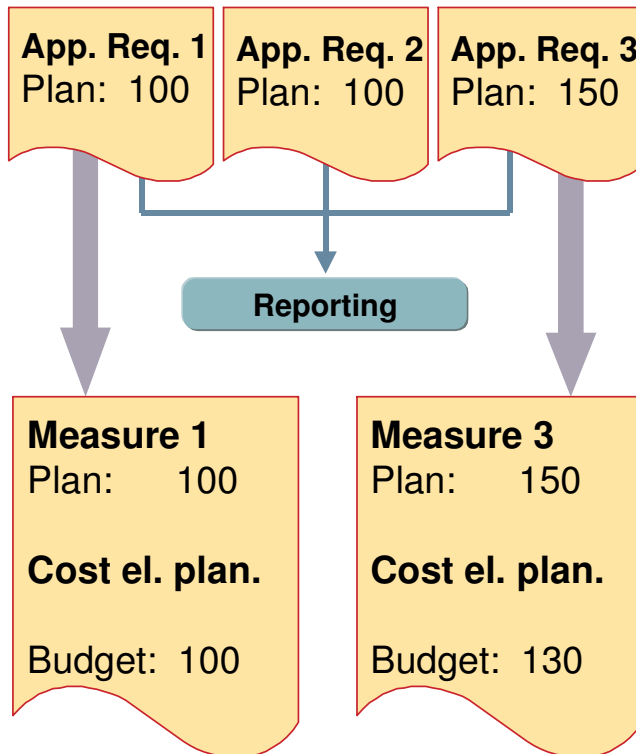 App. Req. 1
Plan: 100
App. Req. 2
Plan: 100
App. Req. 3
Plan: 150
Reporting
Measure 1
Plan: 100
Cost el. plan.
Budget: 100
Measure 3
Plan: 150
Cost el. plan.
Budget: 130